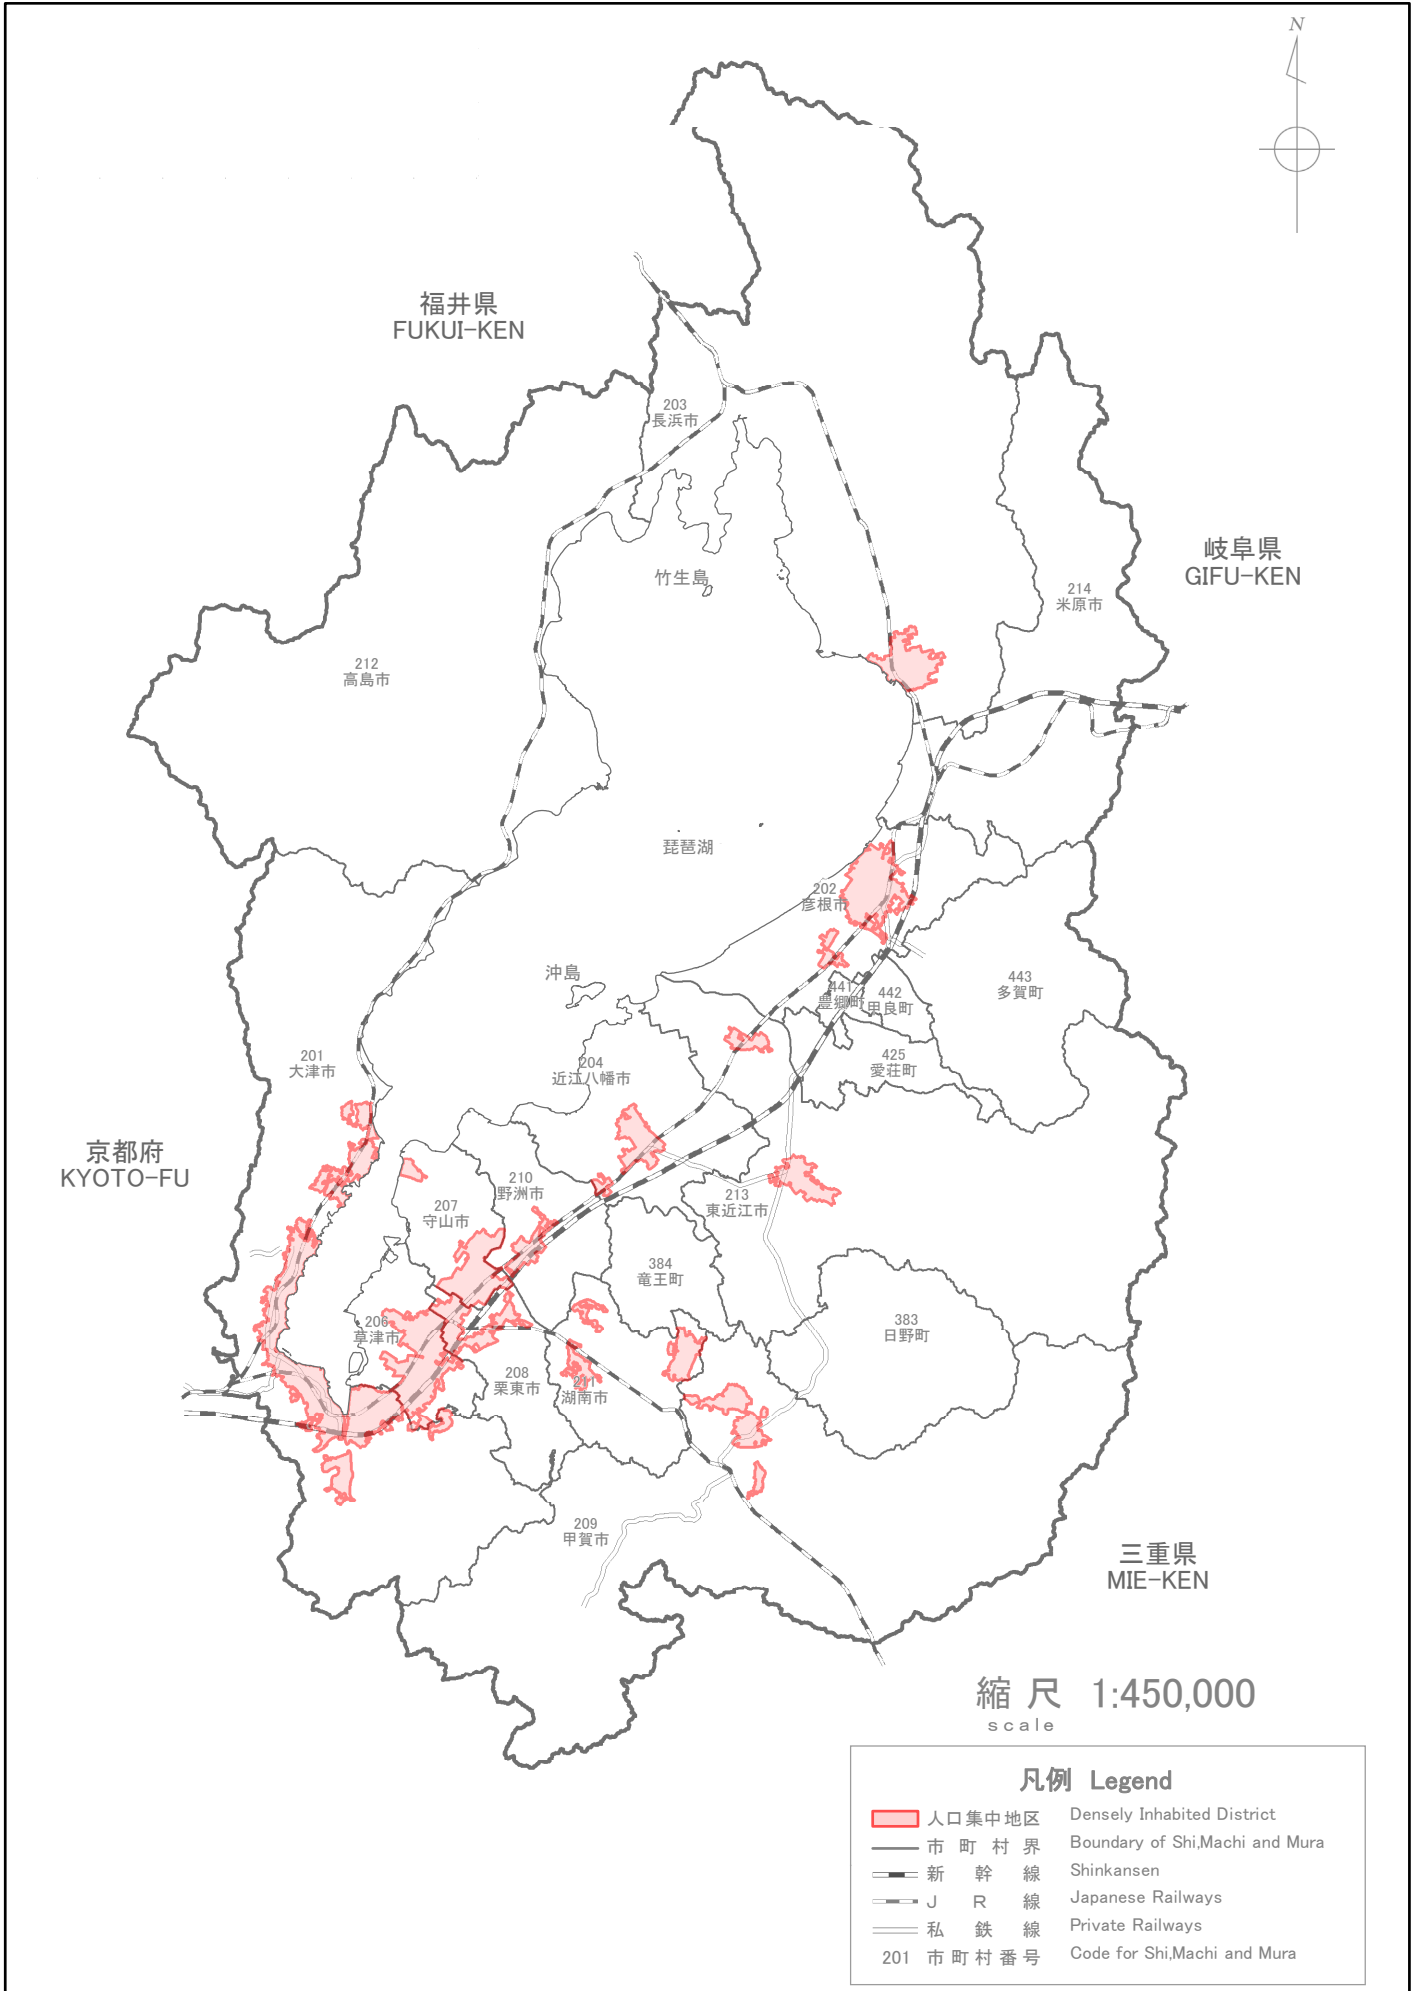 N
福井県
FUKUI-KEN
203
長浜市
岐阜県
GIFU-KEN
竹生島
214
米原市
212
高島市
琵琶湖
202
彦根市
沖島
441
豊郷町
442
甲良町
443
多賀町
201
大津市
204
近江八幡市
425
愛荘町
京都府
KYOTO-FU
210
野洲市
207
守山市
213
東近江市
384
竜王町
206
草津市
383
日野町
208
栗東市
211
湖南市
209
甲賀市
三重県
MIE-KEN
縮尺 1:450,000
scale
凡例 Legend
人口集中地区 Densely Inhabited District
市町村界 Boundary of Shi,Machi and Mura
新幹線 Shinkansen
JR線 Japanese Railways
私鉄線 Private Railways
201 市町村番号 Code for Shi,Machi and Mura